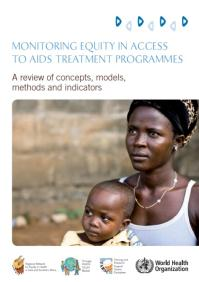 MONITORING EQUITY IN ACCESS
TO AIDS TREATMENT PROGRAMMES
A review of concepts, models,
methods and indicators
World Health
Organization